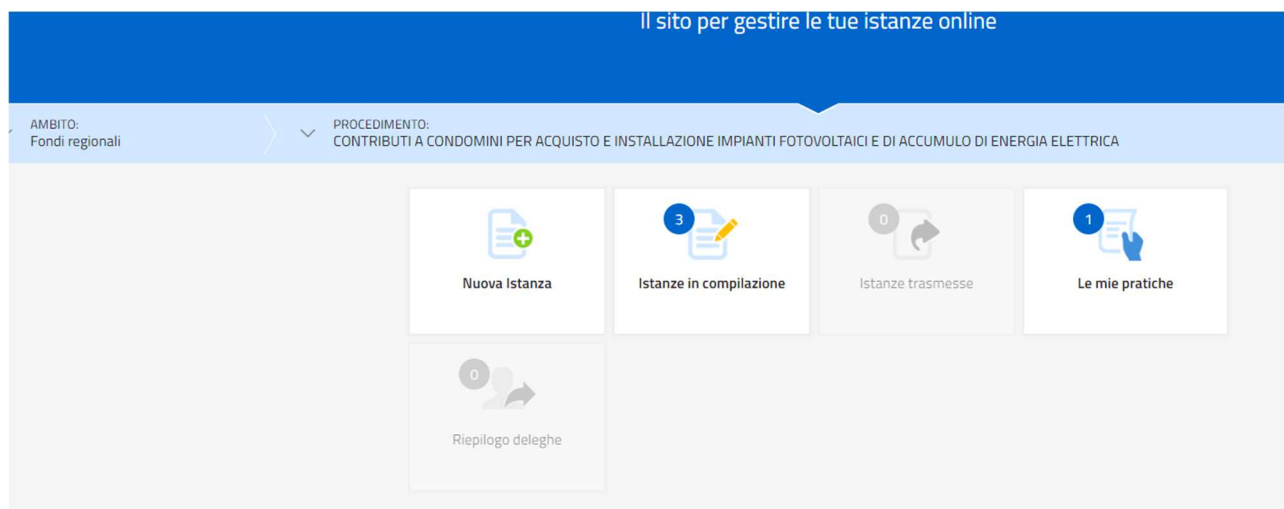 Il sito per gestire le tue istanze online
AMBITO:
Fondi regionali
PROCEDIMENTO:
CONTRIBUTI A CONDOMINI PER ACQUISTO E INSTALLAZIONE IMPIANTI FOTOVOLTAICI E DI ACCUMULO DI ENERGIA ELETTRICA
Nuova Istanza
3
Istanze in compilazione
0
Istanze trasmesse
1
Le mie pratiche
0
Riepilogo deleghe